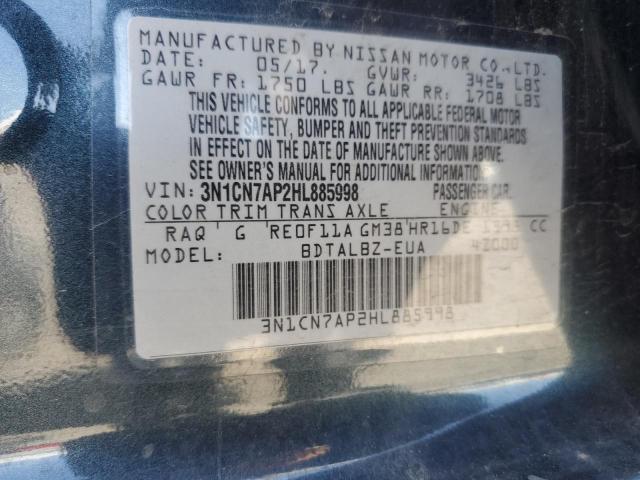 MANUFACTURED BY NISSAN MOTOR CO.,LTD.
DATE: 05/17. GVWR: 3426 LBS
GAWR FR: 1750 LBS GAWR RR: 1708 LBS
THIS VEHICLE CONFORMS TO ALL APPLICABLE FEDERAL MOTOR
VEHICLE SAFETY, BUMPER AND THEFT PREVENTION STANDARDS
IN EFFECT ON THE DATE OF MANUFACTURE SHOWN ABOVE.
SEE OWNER'S MANUAL FOR ADDITIONAL INFORMATION.
VIN: 3N1CN7AP2HL885998 PASSENGER CAR.
COLOR TRIM TRANS AXLE ENGINE
RAQ G RE0F11A GM38 HR16DE CC
MODEL: BDTALBZ-EUA
3N1CN7AP2HL885998